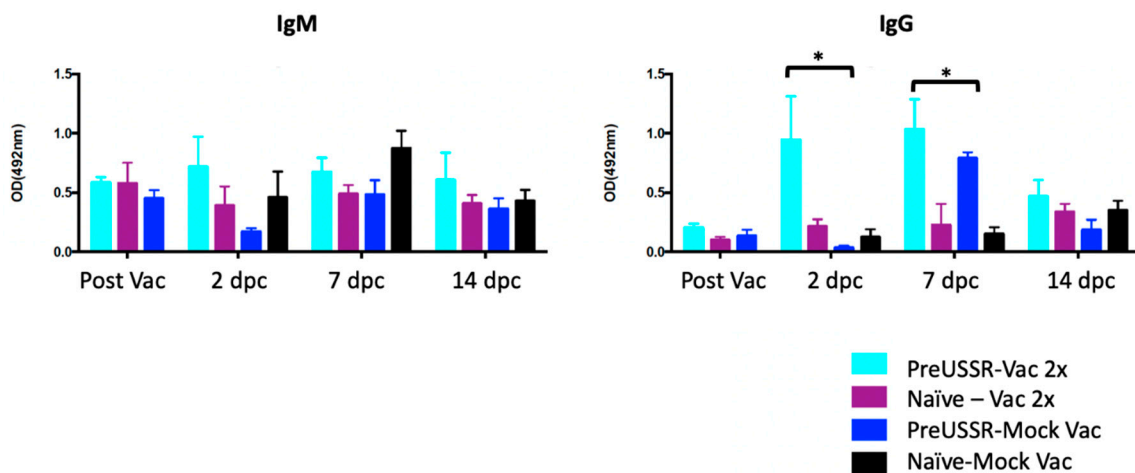 IgM
1.5
1.0
0.5
0.0
OD(492nm)
Post Vac 2 dpc 7 dpc 14 dpc
IgG
*
*
1.5
1.0
0.5
0.0
OD(492nm)
Post Vac 2 dpc 7 dpc 14 dpc
PreUSSR-Vac 2x
Naïve – Vac 2x
PreUSSR-Mock Vac
Naïve-Mock Vac